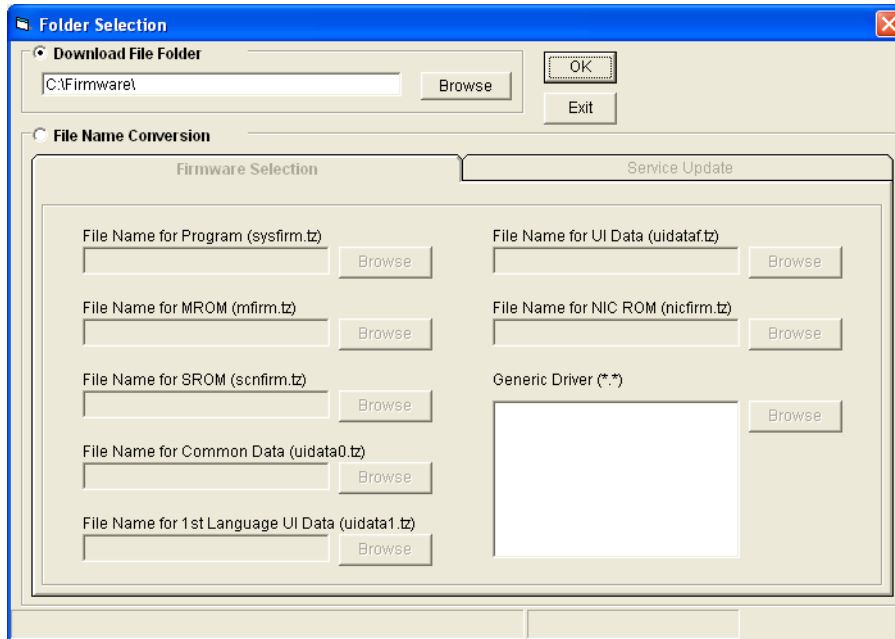 Folder Selection
Download File Folder
C:\Firmware\
Browse
OK
Exit
File Name Conversion
Firmware Selection
Service Update
File Name for Program (sysfirm.tz)
Browse
File Name for UI Data (uidataf.tz)
Browse
File Name for MROM (mfirm.tz)
Browse
File Name for NIC ROM (nicfirm.tz)
Browse
File Name for SROM (scnfirm.tz)
Browse
Generic Driver (*.*)
Browse
File Name for Common Data (uidata0.tz)
Browse
File Name for 1st Language UI Data (uidata1.tz)
Browse